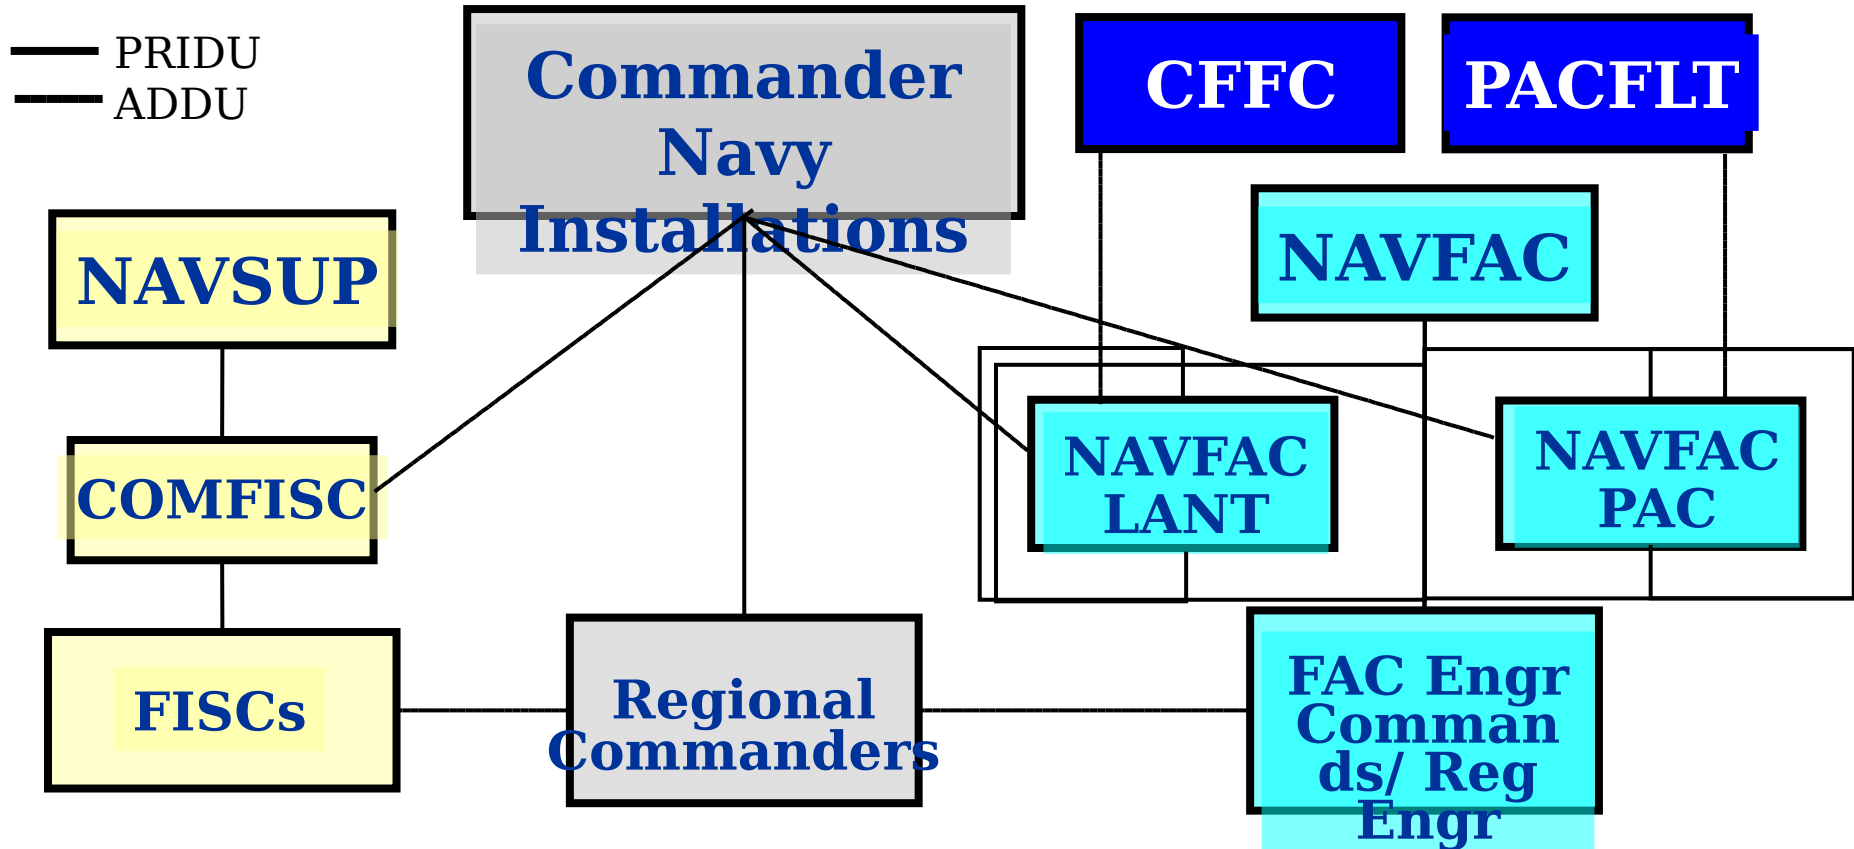 PRIDU
ADDU
Commander
Navy
Installations
CFFC
PACFLT
NAVSUP
NAVFAC
COMFISC
NAVFAC
LANT
NAVFAC
PAC
FISCs
Regional
Commanders
FAC Engr
Comman
ds/ Reg
Engr